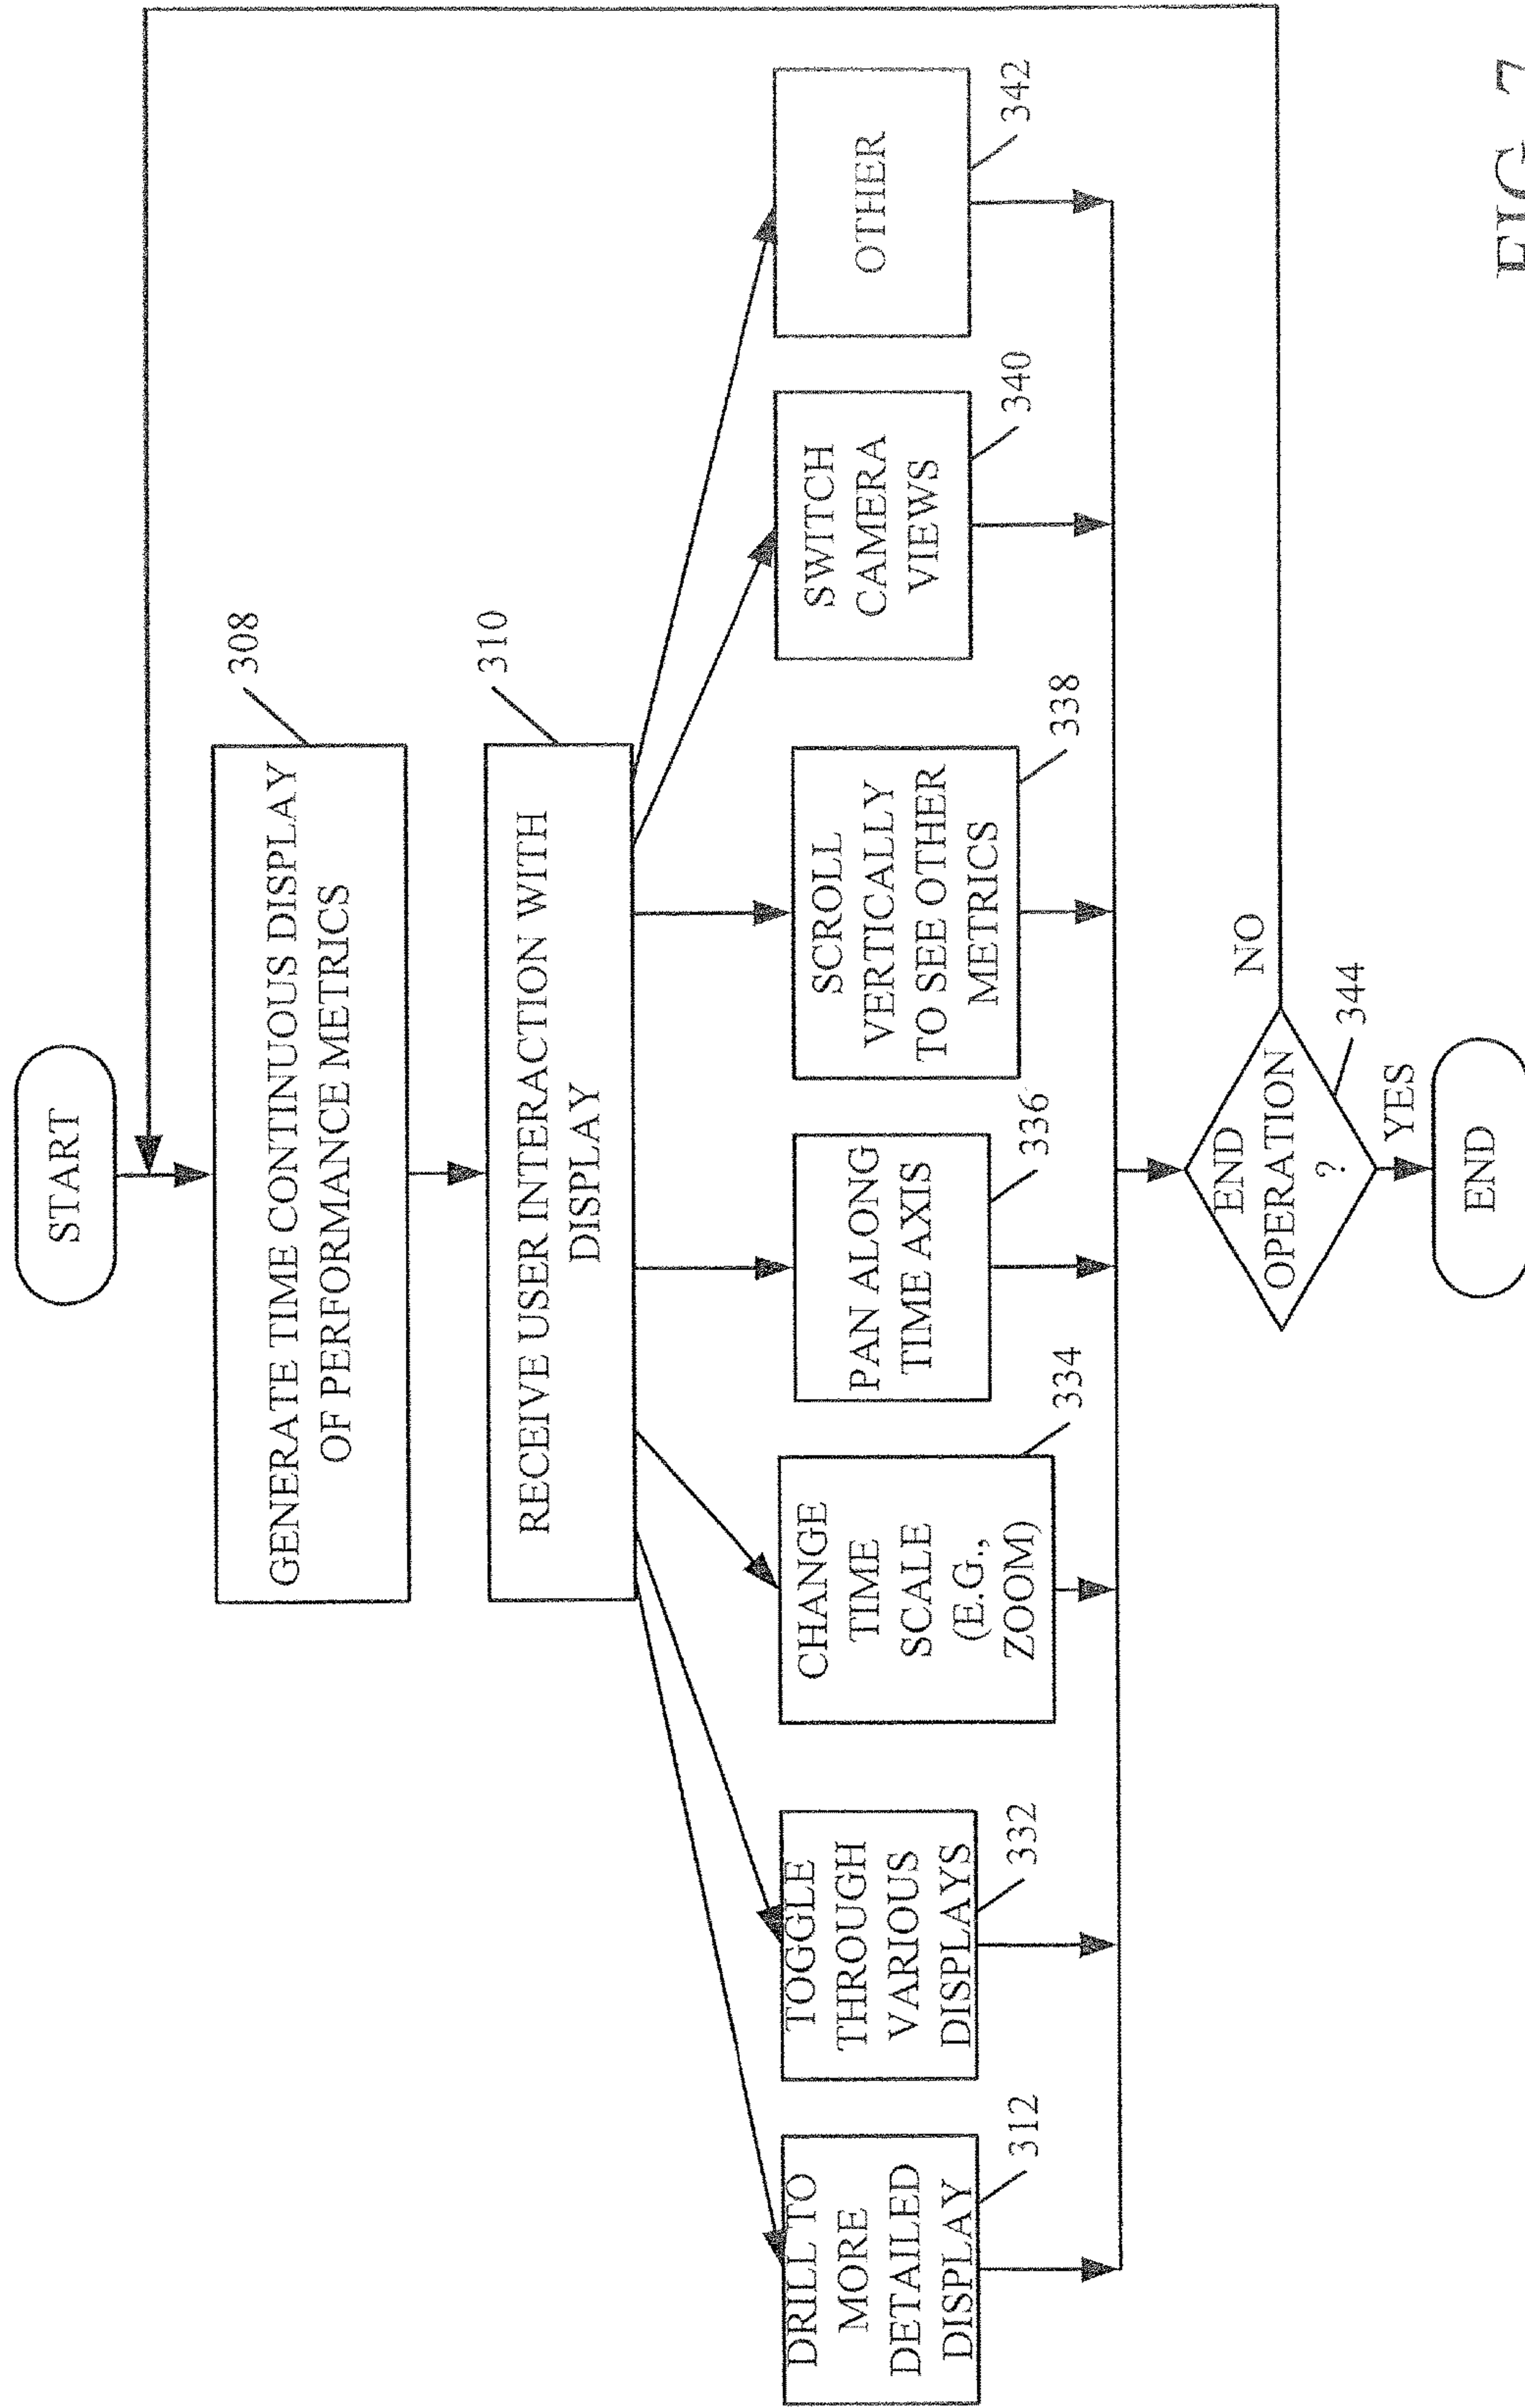 START
GENERATE TIME CONTINUOUS DISPLAY
OF PERFORMANCE METRICS
308
RECEIVE USER INTERACTION WITH
DISPLAY
310
DRILL TO
MORE
DETAILED
DISPLAY
312
TOGGLE
THROUGH
VARIOUS
DISPLAYS
332
CHANGE
TIME
SCALE
(E.G.,
ZOOM)
334
PAN ALONG
TIME AXIS
336
SCROLL
VERTICALLY
TO SEE OTHER
METRICS
338
SWITCH
CAMERA
VIEWS
340
OTHER
342
END
OPERATION
?
344
NO
YES
END
FIG. 7